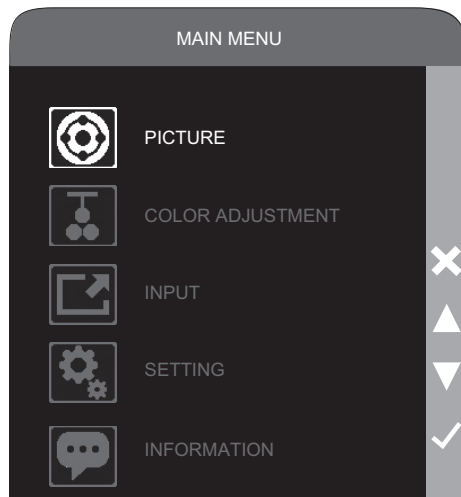 MAIN MENU
PICTURE
COLOR ADJUSTMENT
INPUT
SETTING
INFORMATION